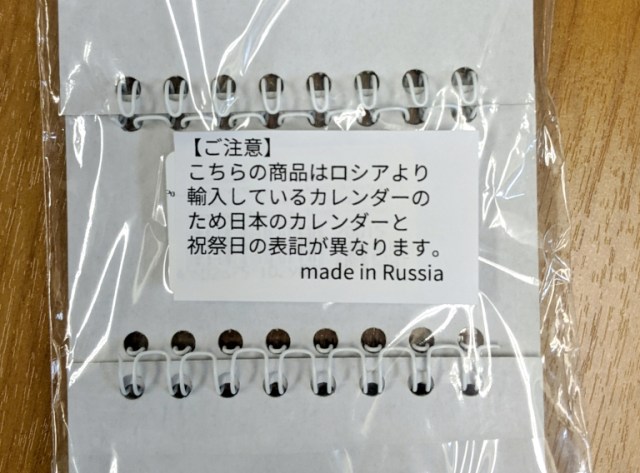 【ご注意】
こちらの商品はロシアより
輸入しているカレンダーの
ため日本のカレンダーと
祝祭日の表記が異なります。
made in Russia